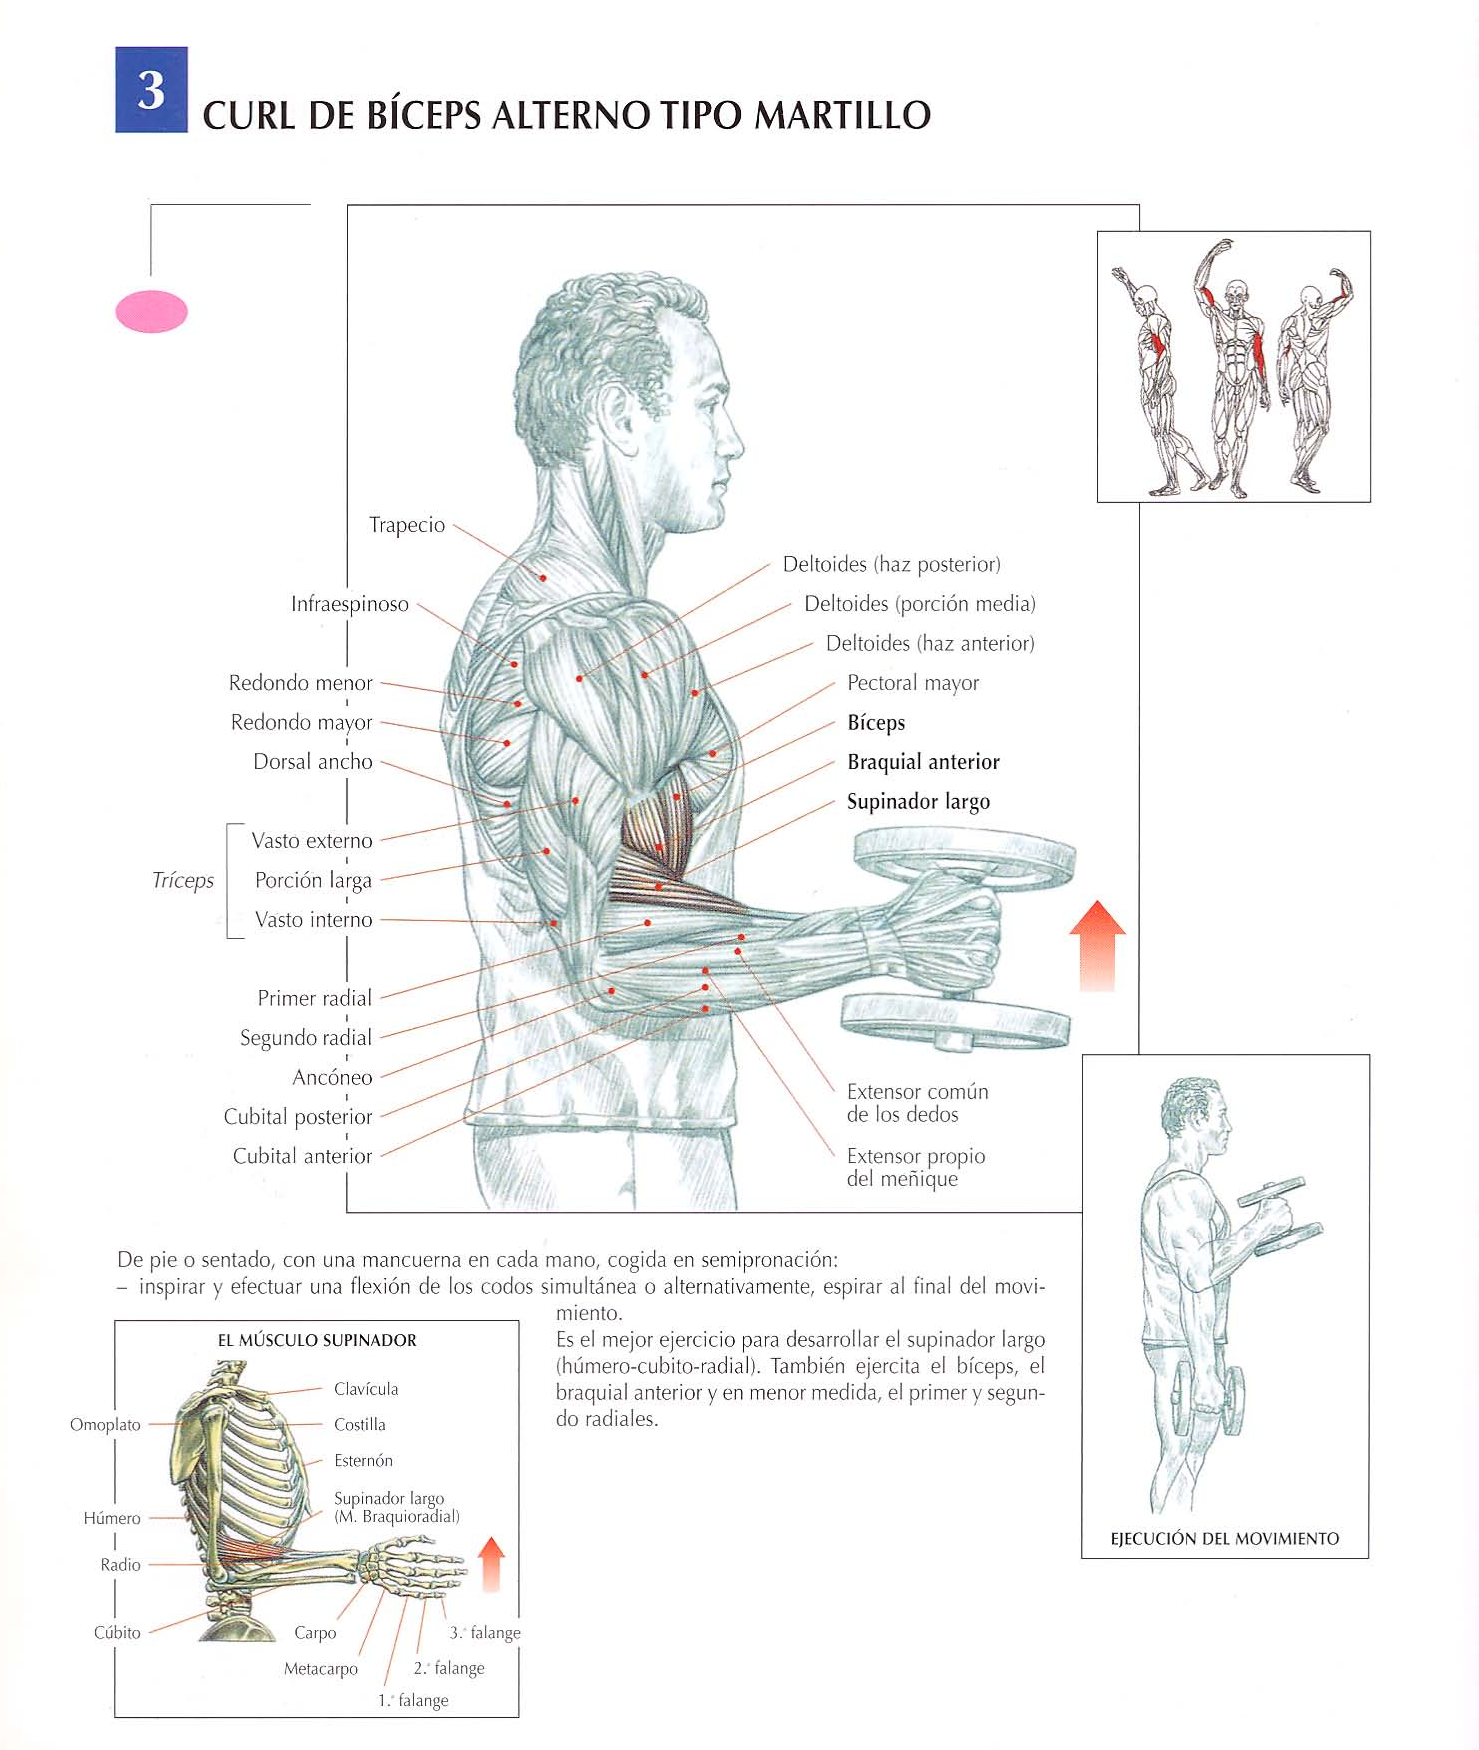 3
CURL DE BÍCEPS ALTERNO TIPO MARTILLO
Trapecio
Infraespinoso
Redondo menor
Redondo mayor
Dorsal ancho
Tríceps
Vasto externo
Porción larga
Vasto interno
Primer radial
Segundo radial
Ancóneo
Cubital posterior
Cubital anterior
Deltoides (haz posterior)
Deltoides (porción media)
Deltoides (haz anterior)
Pectoral mayor
Bíceps
Braquial anterior
Supinador largo
Extensor común
de los dedos
Extensor propio
del meñique
EJECUCIÓN DEL MOVIMIENTO
De pie o sentado, con una mancuerna en cada mano, cogida en semipronación:
– inspirar y efectuar una flexión de los codos simultánea o alternativamente, espirar al final del movi-
miento.
Es el mejor ejercicio para desarrollar el supinador largo
(húmero-cubito-radial). También ejercita el bíceps, el
braquial anterior y en menor medida, el primer y segun-
do radiales.
EL MÚSCULO SUPINADOR
Clavícula
Omoplato
Costilla
Esternón
Supinador largo
(M. Braquioradial)
Húmero
Radio
Cúbito
Carpo
3.ª falange
Metacarpo
2.ª falange
1.ª falange